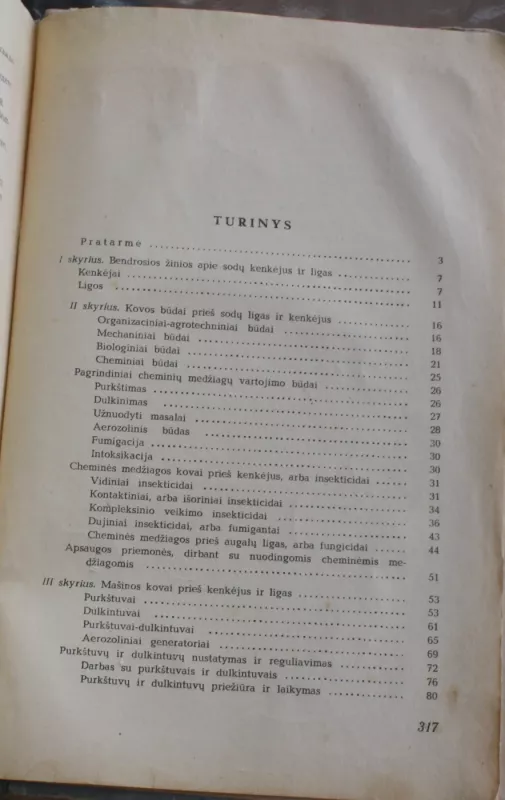 TURINYS
Pratarmė 3
I skyrius. Bendrosios žinios apie sodų kenkėjus ir ligas 7
Kenkėjai 7
Ligos 11
II skyrius. Kovos būdai prieš sodų ligas ir kenkėjus 16
Organizaciniai-agrotechniniai būdai 16
Mechaniniai būdai 18
Biologiniai būdai 21
Cheminiai būdai 25
Pagrindiniai cheminių medžiagų vartojimo būdai 26
Purkštimas 26
Dulkinimas 27
Užnuodyti masalai 28
Aerozolinis būdas 30
Fumigacija 30
Intoksikacija 30
Cheminės medžiagos kovai prieš kenkėjus, arba insekticidai 31
Vidiniai insekticidai 31
Kontaktiniai, arba išoriniai insekticidai 34
Kompleksinio veikimo insekticidai 36
Dujiniai insekticidai, arba fumigantai 43
Cheminės medžiagos prieš augalų ligas, arba fungicidai 44
Apsaugos priemonės, dirbant su nuodingomis cheminėmis me-
džiagomis 51
III skyrius. Mašinos kovai prieš kenkėjus ir ligas 53
Purkštuvai 53
Dulkintuvai 61
Purkštuvai-dulkintuvai 65
Aerozoliniai generatoriai 69
Purkštuvų ir dulkintuvų nustatymas ir reguliavimas 72
Darbas su purkštuvais ir dulkintuvais 76
Purkštuvų ir dulkintuvų priežiūra ir laikymas 80
317